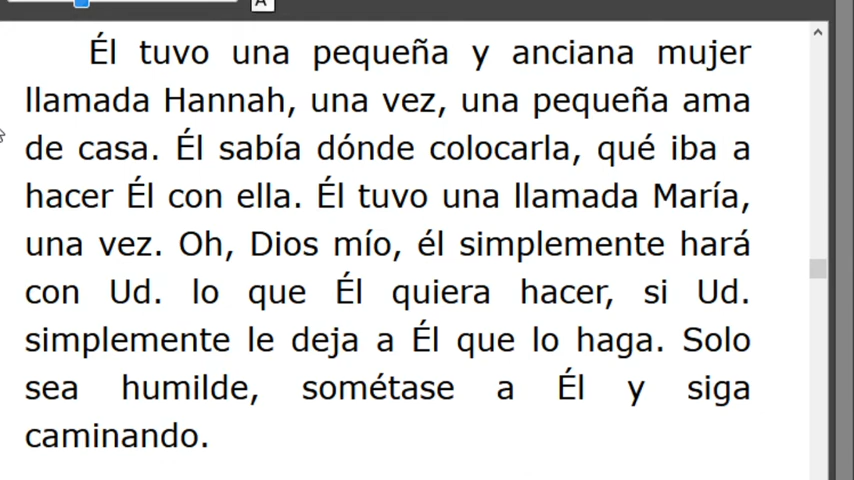 A
Él tuvo una pequeña y anciana mujer
llamada Hannah, una vez, una pequeña ama
de casa. Él sabía dónde colocarla, qué iba a
hacer Él con ella. Él tuvo una llamada María,
una vez. Oh, Dios mío, él simplemente hará
con Ud. lo que Él quiera hacer, si Ud.
simplemente le deja a Él que lo haga. Solo
sea humilde, sométase a Él y siga
caminando.